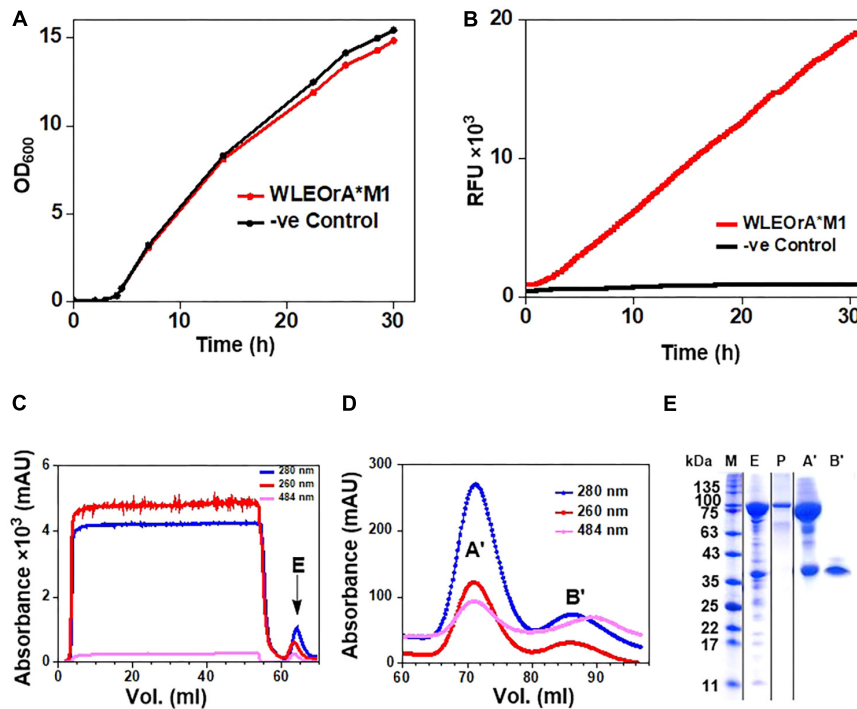 A
15
10
5
0
OD600
0
10
20
30
Time (h)
WLEOrA*M1
-ve Control
B
20
10
0
RFU ×10³
0
10
20
30
Time (h)
WLEOrA*M1
-ve Control
C
6
4
2
0
Absorbance ×10³ (mAU)
0
20
40
60
Vol. (ml)
280 nm
260 nm
484 nm
E
D
300
200
100
0
Absorbance (mAU)
60
70
80
90
Vol. (ml)
280 nm
260 nm
484 nm
A'
B'
E
kDa M E P A' B'
135
100
75
63
43
35
25
22
17
11